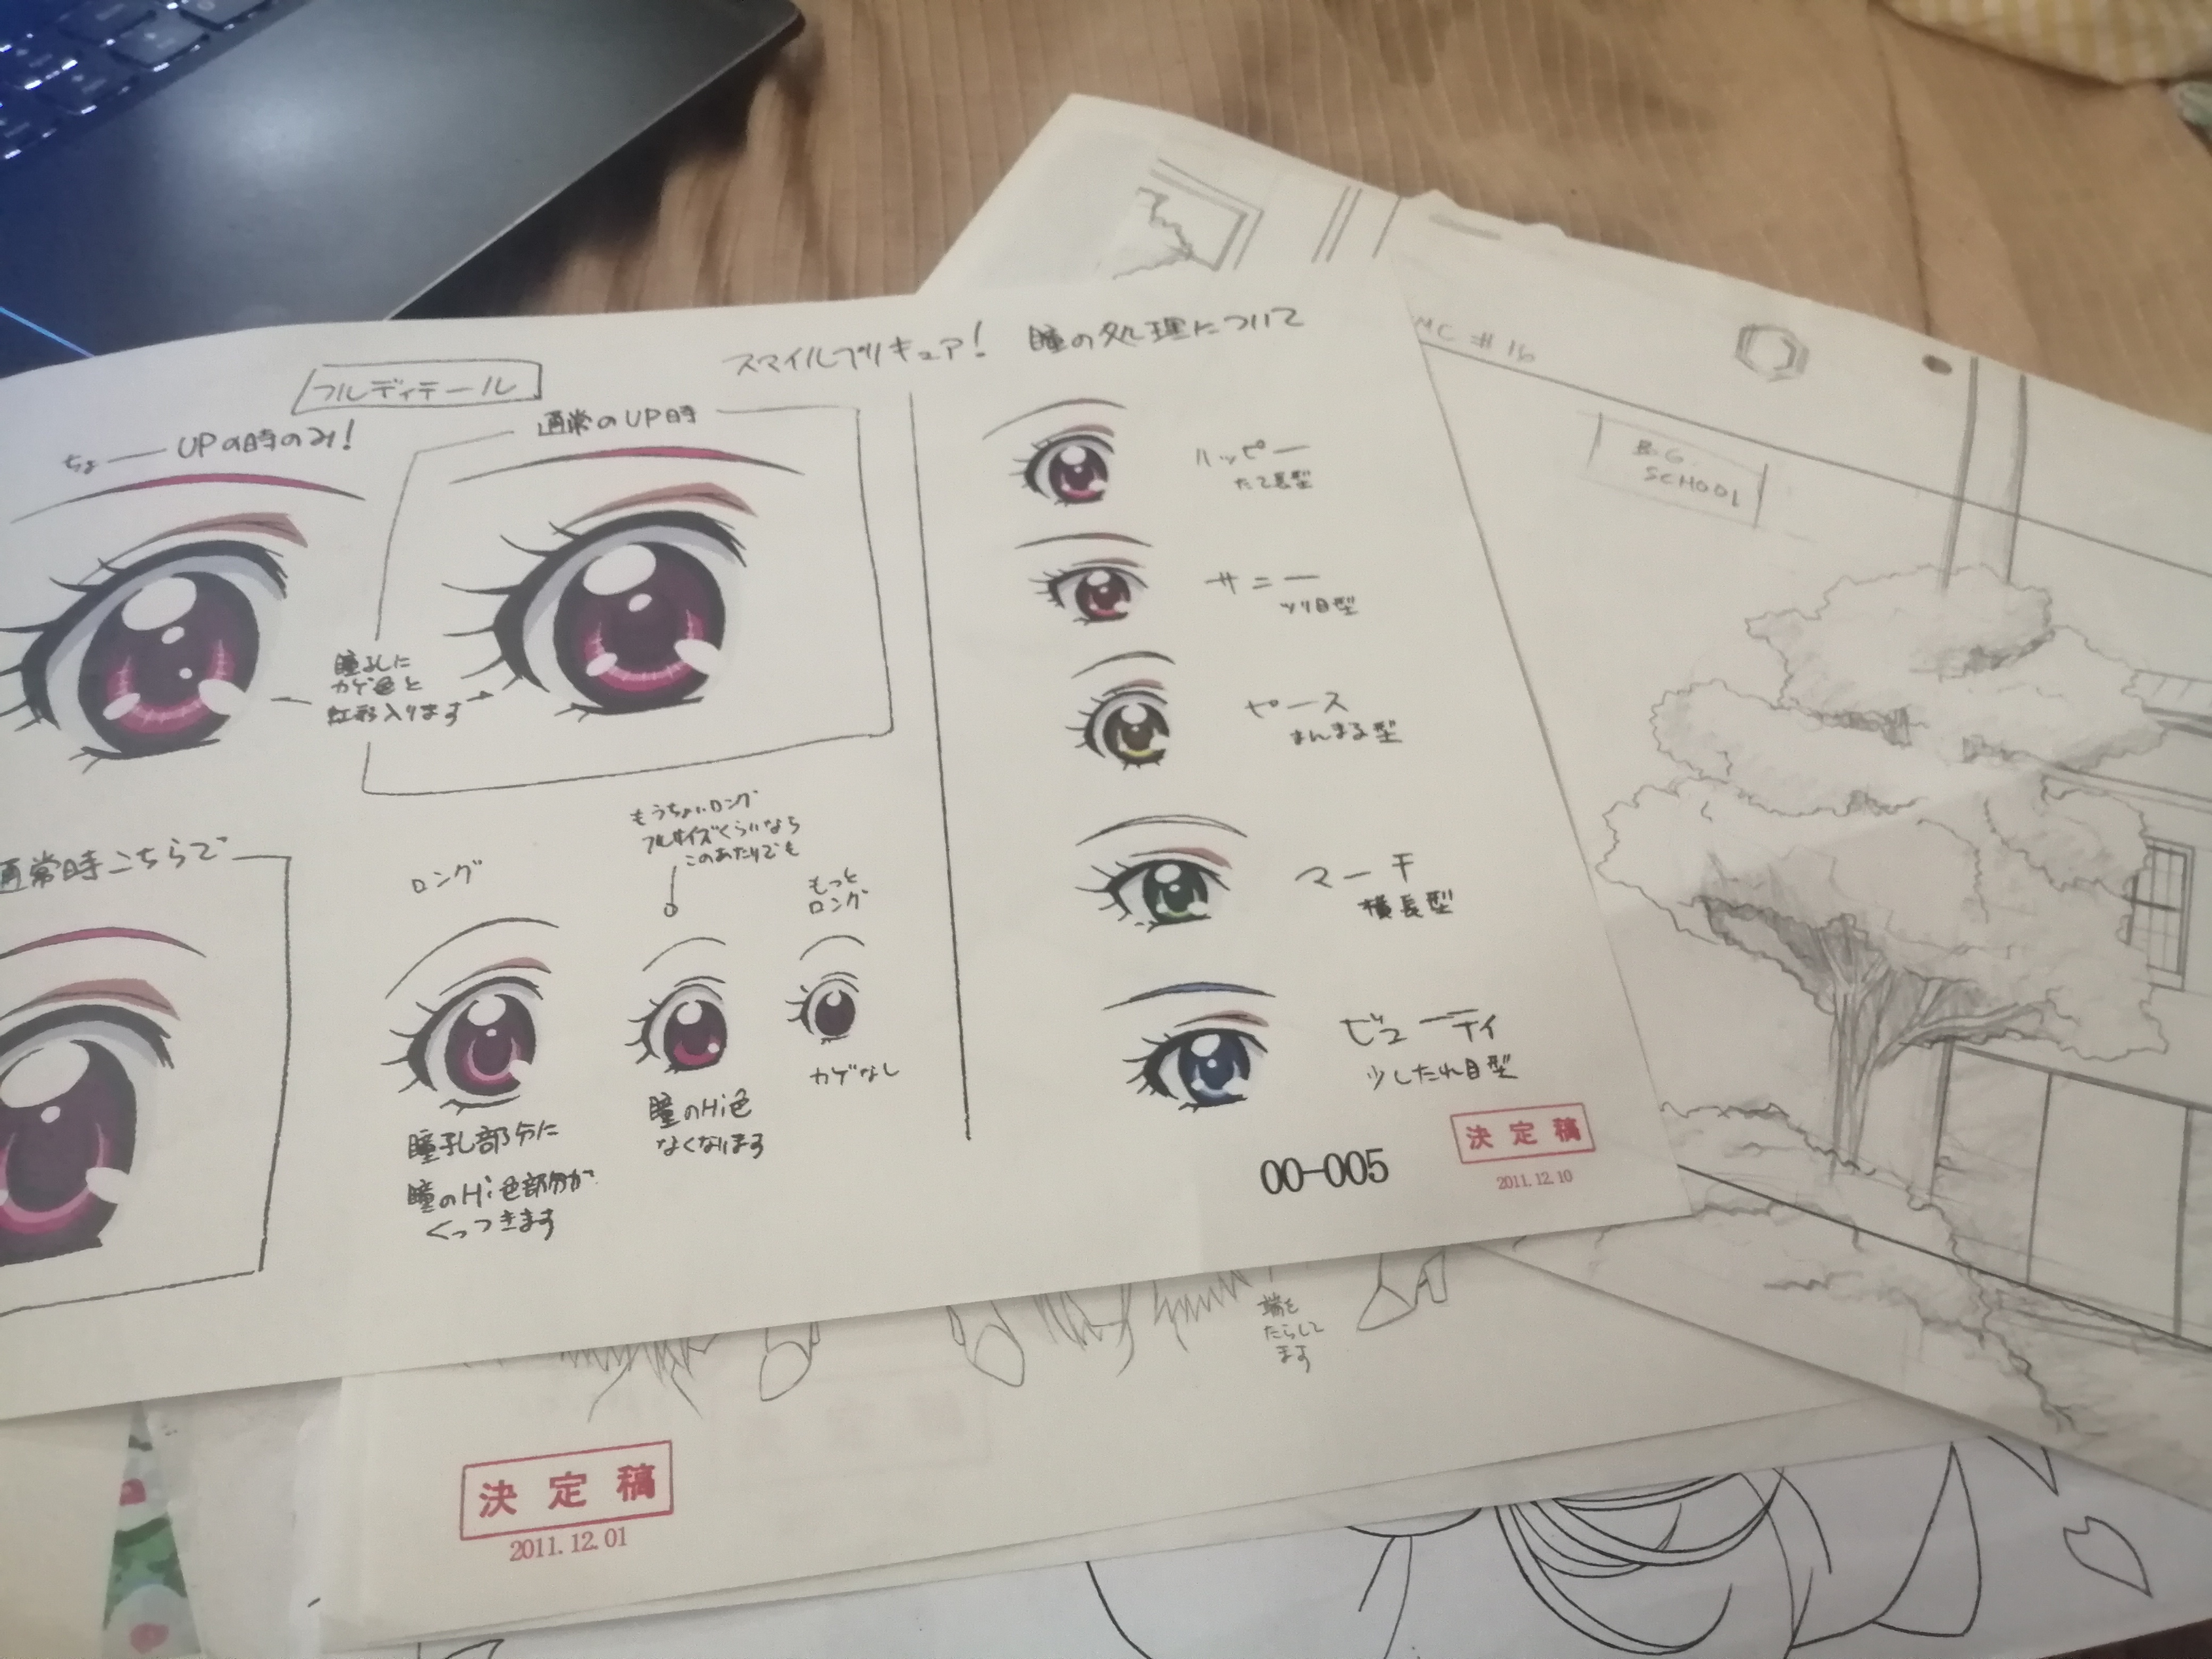 スマイルプリキュア! 瞳の処理について
フルディテール
ちょーUPの時のみ!
通常のUP時
瞳孔に
カゲ色と
虹彩入ります
通常時こちらで
ロング
瞳孔部分に
瞳のHi色部分が
くっつきます
もうちょいロング
フルサイズくらいなら
このあたりでも
瞳のHi色
なくなります
もっと
ロング
カゲなし
ハッピー
たて長型
サニー
ツリ目型
ピース
まんまる型
マーチ
横長型
ビューティ
少したれ目型
00-005
決定稿
2011.12.10
MC #16
B.G.
SCHOOL
端を
たらして
ます
決定稿
2011.12.01